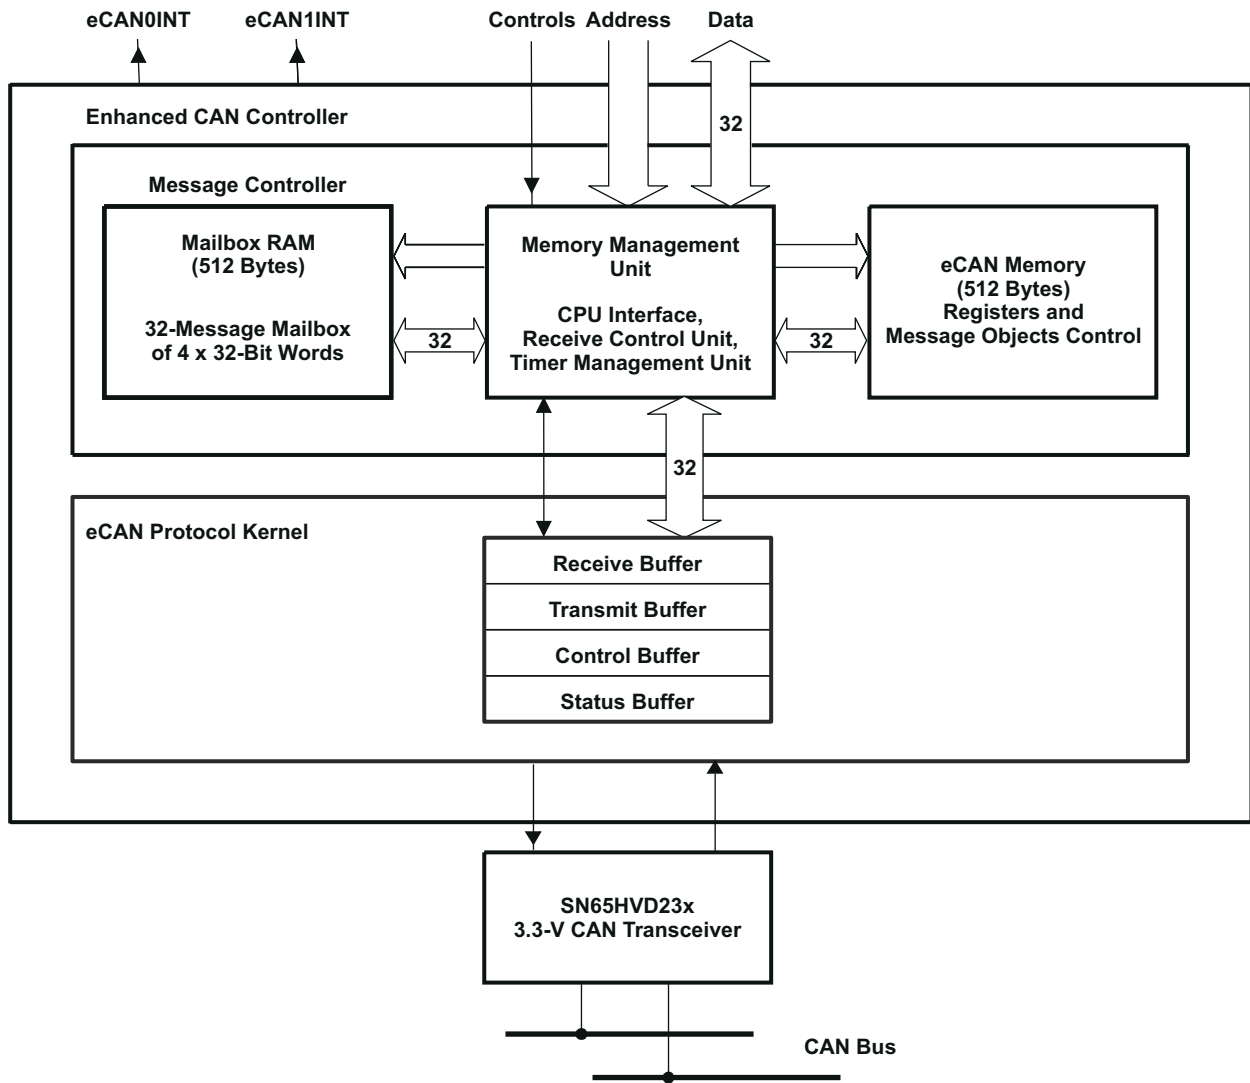 eCAN0INT eCAN1INT Controls Address Data
32
Enhanced CAN Controller
Message Controller
Mailbox RAM
(512 Bytes)
32-Message Mailbox
of 4 x 32-Bit Words
32
Memory Management
Unit
CPU Interface,
Receive Control Unit,
Timer Management Unit
32
eCAN Memory
(512 Bytes)
Registers and
Message Objects Control
32
eCAN Protocol Kernel
Receive Buffer
Transmit Buffer
Control Buffer
Status Buffer
SN65HVD23x
3.3-V CAN Transceiver
CAN Bus